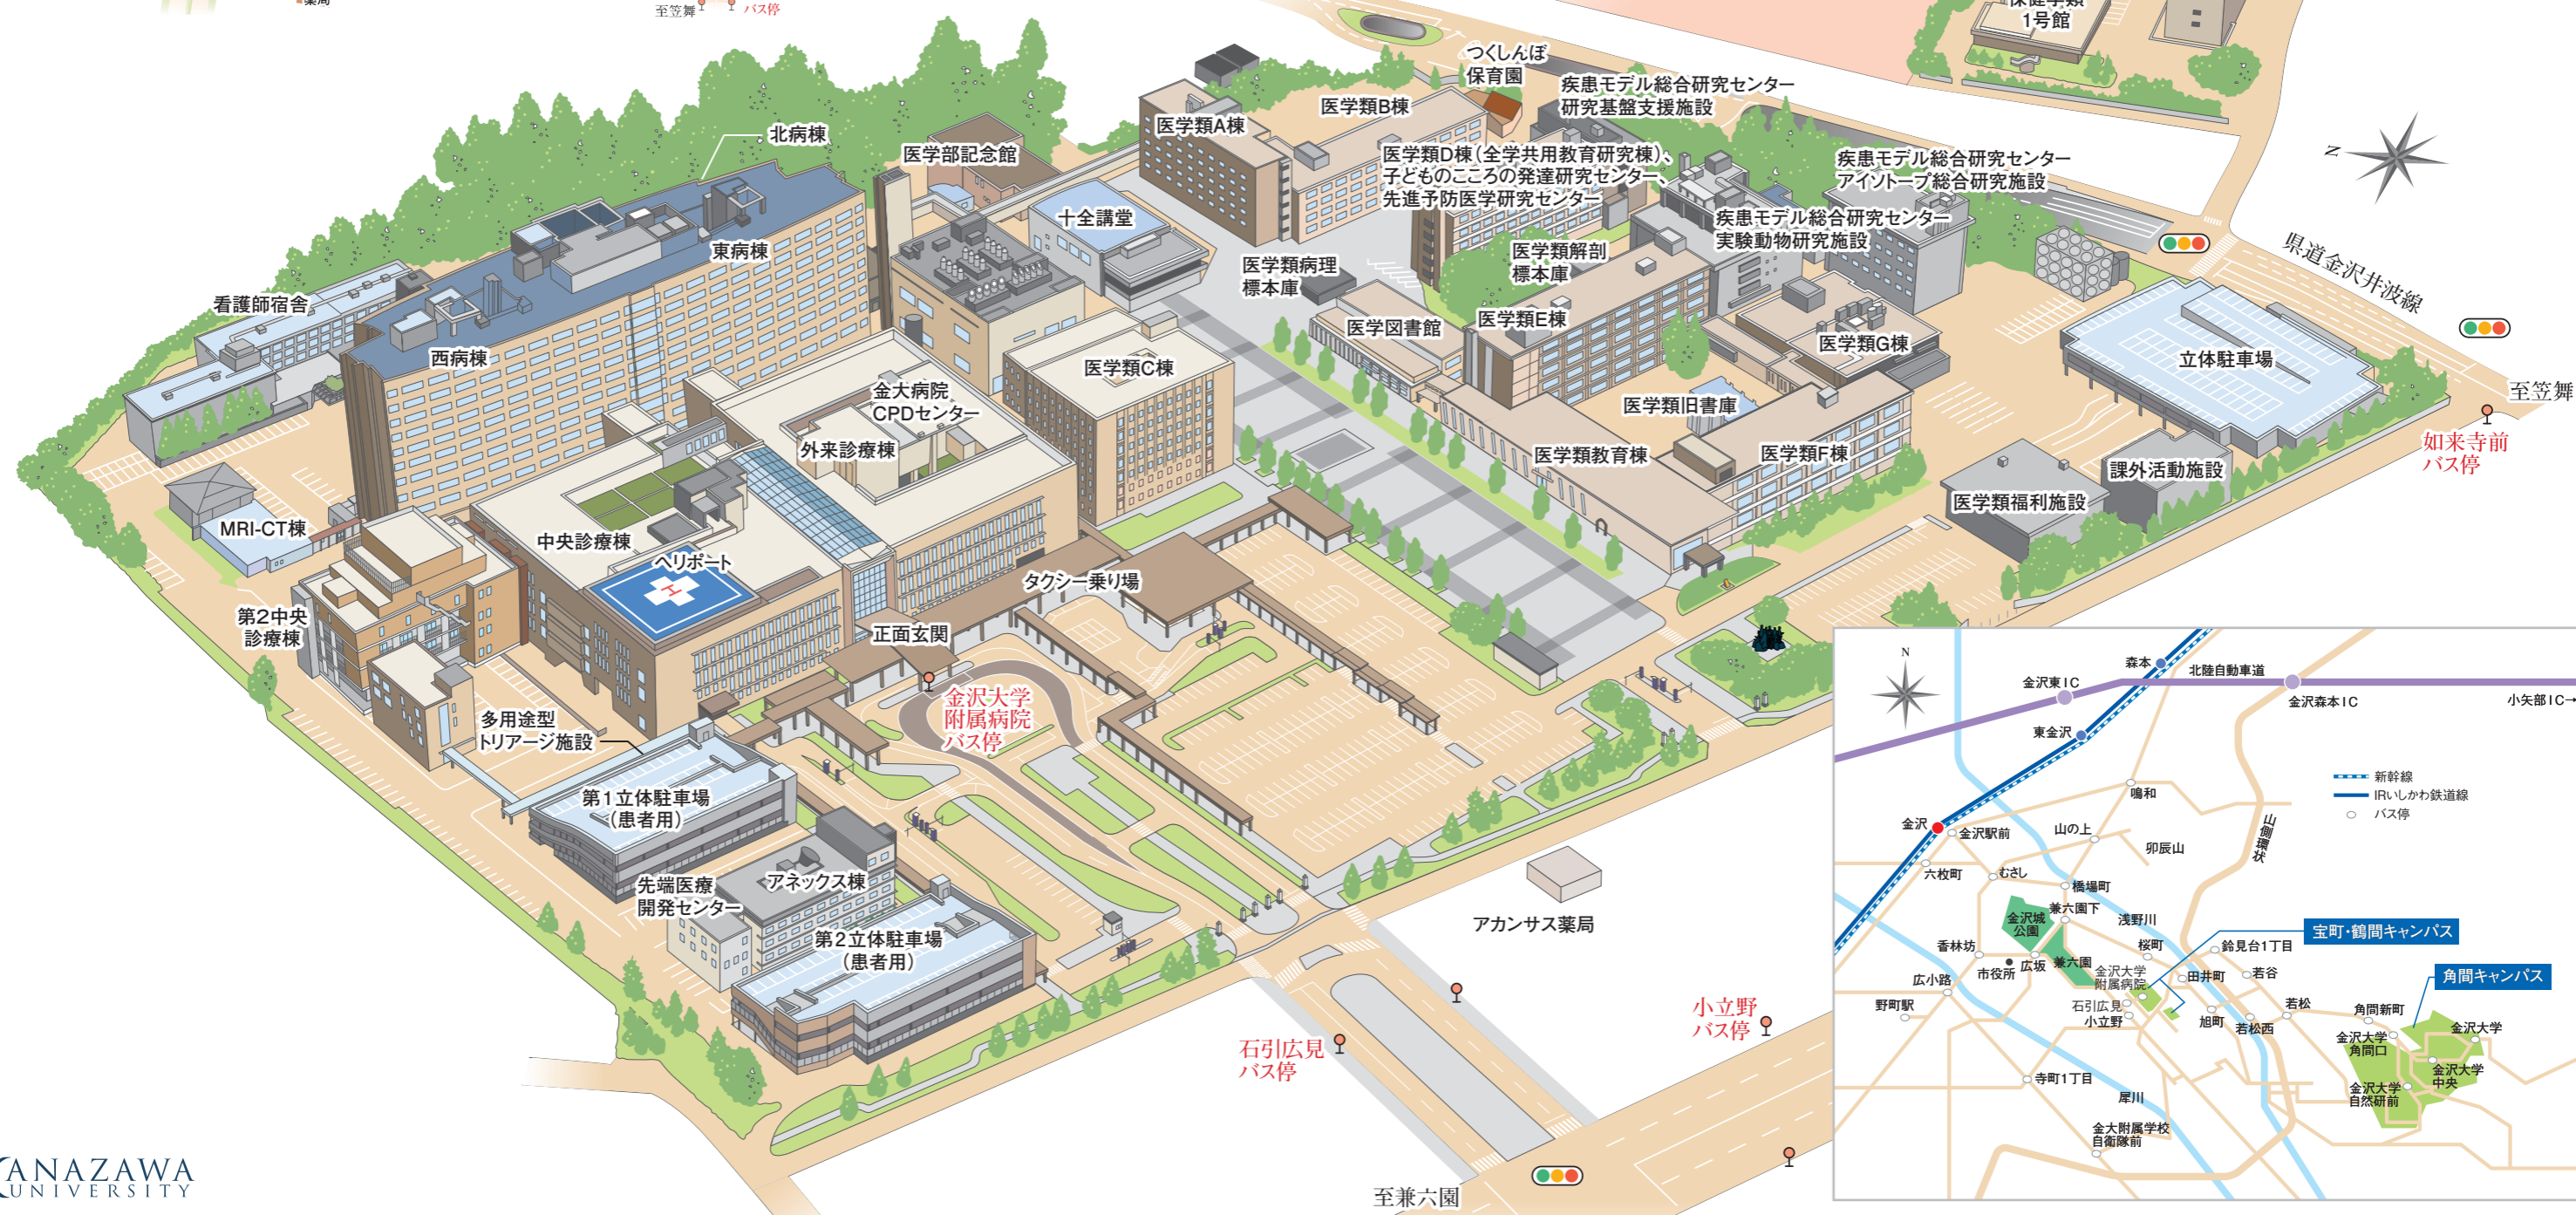 薬局
至笠舞
バス停
保健学類
1号館
つくしんぼ
保育園
疾患モデル総合研究センター
研究基盤支援施設
医学類A棟
医学類B棟
北病棟
医学部記念館
医学類D棟(全学共用教育研究棟)、
子どものこころの発達研究センター、
先進予防医学研究センター
疾患モデル総合研究センター
アイソトープ総合研究施設
N
十全講堂
疾患モデル総合研究センター
実験動物研究施設
東病棟
医学類解剖
標本庫
医学類病理
標本庫
県道金沢井波線
看護師宿舎
医学図書館
医学類E棟
医学類G棟
西病棟
医学類C棟
立体駐車場
至笠舞
金大病院
CPDセンター
医学類旧書庫
外来診療棟
医学類教育棟
医学類F棟
如来寺前
バス停
課外活動施設
医学類福利施設
MRI-CT棟
中央診療棟
ヘリポート
H
タクシー乗り場
第2中央
診療棟
正面玄関
金沢大学
附属病院
バス停
多用途型
トリアージ施設
第1立体駐車場
(患者用)
先端医療
開発センター
アネックス棟
第2立体駐車場
(患者用)
アカンサス薬局
小立野
バス停
石引広見
バス停
至兼六園
KANAZAWA
UNIVERSITY
N
森本
北陸自動車道
金沢東IC
金沢森本IC
小矢部IC→
東金沢
新幹線
IRいしかわ鉄道線
バス停
鳴和
金沢
金沢駅前
山の上
卯辰山
山側環状
六枚町
むさし
橋場町
金沢城
公園
兼六園下
浅野川
宝町・鶴間キャンパス
香林坊
市役所
広坂
兼六園
桜町
鈴見台1丁目
金沢大学
附属病院
田井町
若谷
角間キャンパス
広小路
野町駅
石引広見
小立野
旭町
若松西
若松
角間新町
金沢大学
角間口
金沢大学
金沢大学
中央
金沢大学
自然研前
寺町1丁目
犀川
金大附属学校
自衛隊前